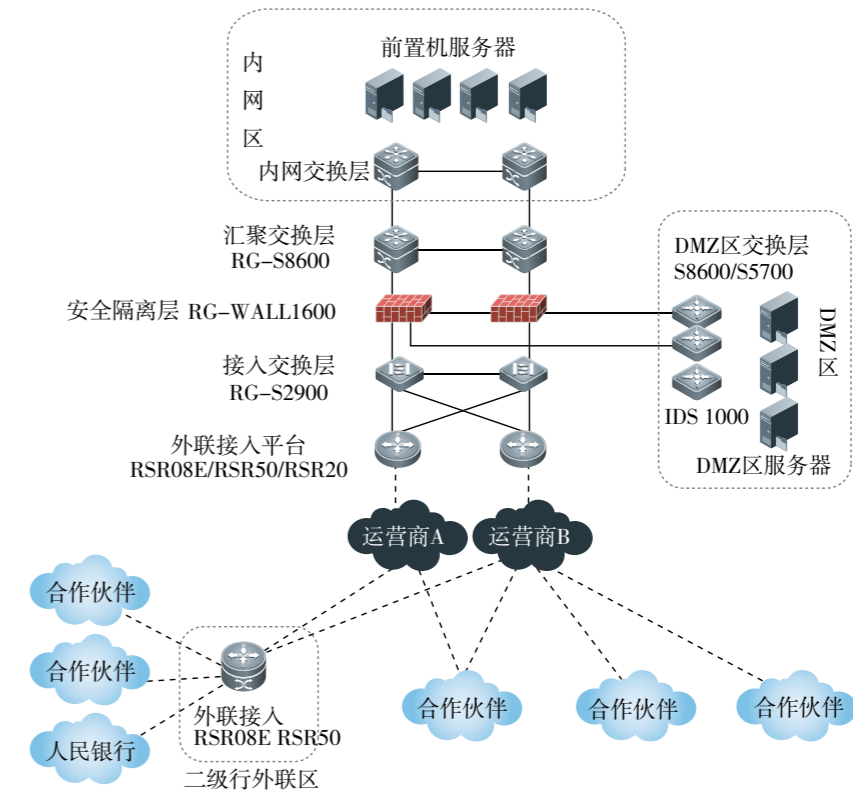 前置机服务器
内
网
区
内网交换层
汇聚交换层
RG-S8600
DMZ区交换层
S8600/S5700
安全隔离层 RG-WALL1600
DMZ区
接入交换层
RG-S2900
IDS 1000
外联接入平台
RSR08E/RSR50/RSR20
DMZ区服务器
运营商A
运营商B
合作伙伴
合作伙伴
人民银行
外联接入
RSR08E RSR50
二级行外联区
合作伙伴
合作伙伴
合作伙伴